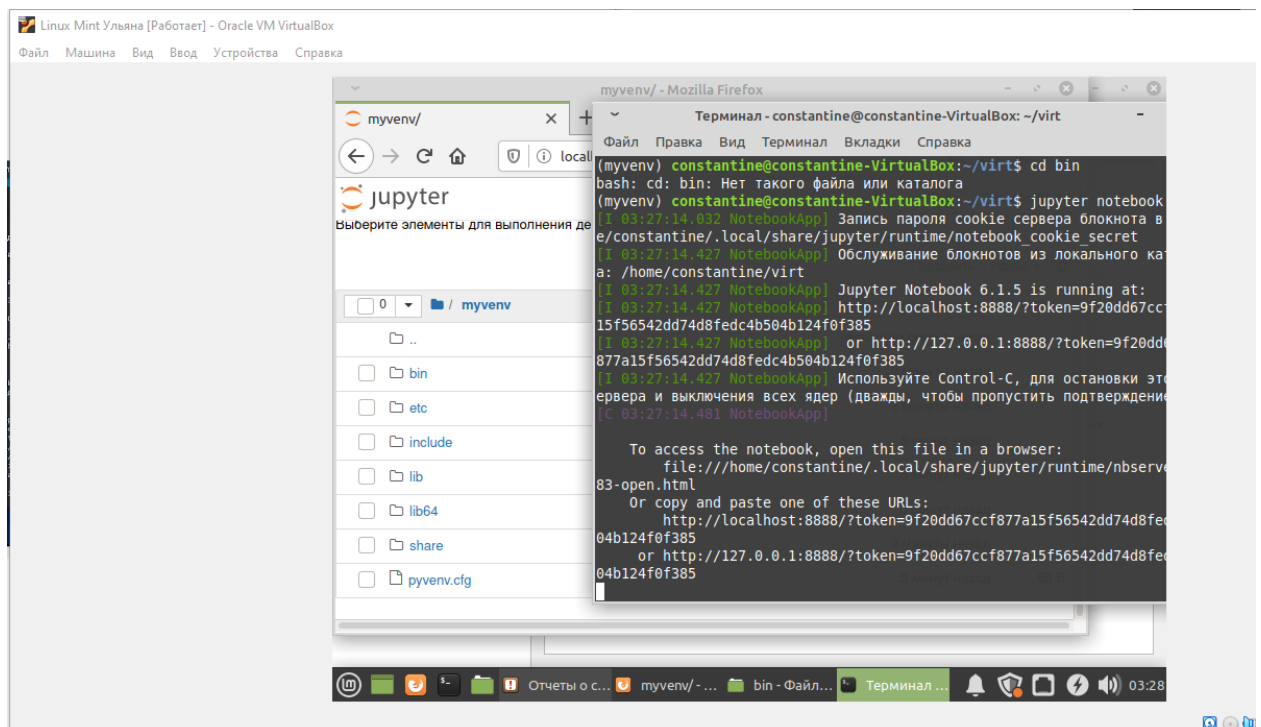 Linux Mint Ульяна [Работает] - Oracle VM VirtualBox
Файл Машина Вид Ввод Устройства Справка
myvenv/ - Mozilla Firefox
myvenv/
local
jupyter
Выберите элементы для выполнения де
0 / myvenv
..
bin
etc
include
lib
lib64
share
pyvenv.cfg
Терминал - constantine@constantine-VirtualBox: ~/virt
Файл Правка Вид Терминал Вкладки Справка
(myvenv) constantine@constantine-VirtualBox:~/virt$ cd bin
bash: cd: bin: Нет такого файла или каталога
(myvenv) constantine@constantine-VirtualBox:~/virt$ jupyter notebook
[I 03:27:14.032 NotebookApp] Запись пароля cookie сервера блокнота в
e/constantine/.local/share/jupyter/runtime/notebook_cookie_secret
[I 03:27:14.427 NotebookApp] Обслуживание блокнотов из локального кат
а: /home/constantine/virt
[I 03:27:14.427 NotebookApp] Jupyter Notebook 6.1.5 is running at:
[I 03:27:14.427 NotebookApp] http://localhost:8888/?token=9f20dd67ccf
15f56542dd74d8fedc4b504b124f0f385
[I 03:27:14.427 NotebookApp]  or http://127.0.0.1:8888/?token=9f20dd6
877a15f56542dd74d8fedc4b504b124f0f385
[I 03:27:14.427 NotebookApp] Используйте Control-C, для остановки это
ервера и выключения всех ядер (дважды, чтобы пропустить подтверждение
[C 03:27:14.481 NotebookApp]
To access the notebook, open this file in a browser:
file:///home/constantine/.local/share/jupyter/runtime/nbserve
83-open.html
Or copy and paste one of these URLs:
http://localhost:8888/?token=9f20dd67ccf877a15f56542dd74d8fed
04b124f0f385
or http://127.0.0.1:8888/?token=9f20dd67ccf877a15f56542dd74d8fed
04b124f0f385
Отчеты о с... myvenv/ - ... bin - Файл... Терминал ... 03:28